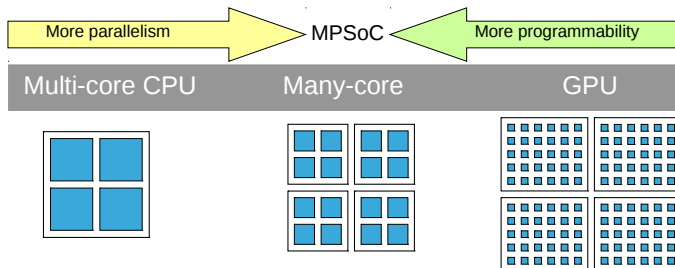 More parallelism MPSoC More programmability
Multi-core CPU Many-core GPU